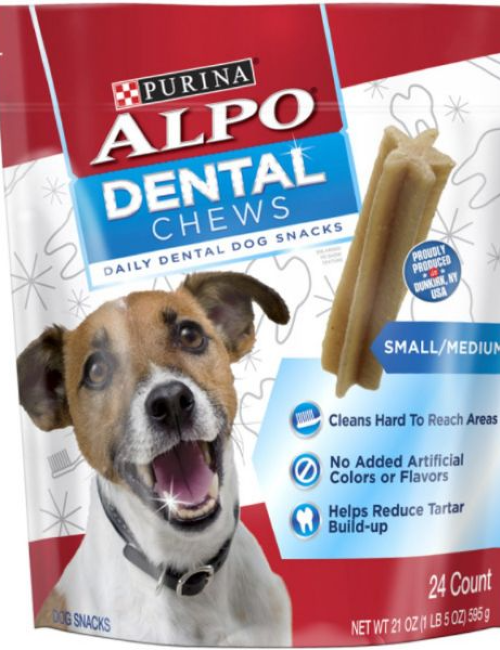 PURINA
ALPO
DENTAL
CHEWS
DAILY DENTAL DOG SNACKS
PROUDLY
PRODUCED
IN
DUNKIRK, NY
USA
SMALL/MEDIUM
Cleans Hard To Reach Areas
No Added Artificial
Colors or Flavors
Helps Reduce Tartar
Build-up
24 Count
NET WT 21 OZ (1 LB 5 OZ) 595 g
DOG SNACKS